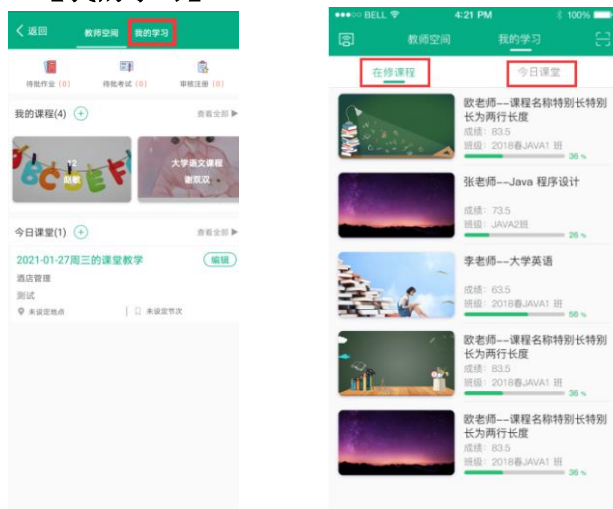 返回
教师空间
我的学习
待批作业（0）
待批考试（0）
审核注册（0）
我的课程(4)
查看全部
12
赵敏
大学语文课程
谢双双
今日课堂(1)
查看全部
2021-01-27周三的课堂教学
编辑
酒店管理
测试
未设定地点
未设定节次
BELL
4:21 PM
100%
教师空间
我的学习
在修课程
今日课堂
欧老师--课程名称特别长特别
长为两行长度
成绩：83.5
班级：2018春JAVA1 班
36 %
张老师--Java 程序设计
成绩：73.5
班级：JAVA2班
26 %
李老师--大学英语
成绩：63.5
班级：2018春JAVA1 班
56 %
欧老师--课程名称特别长特别
长为两行长度
成绩：83.5
班级：2018春JAVA1 班
36 %
欧老师--课程名称特别长特别
长为两行长度
成绩：83.5
班级：2018春JAVA1 班
36 %